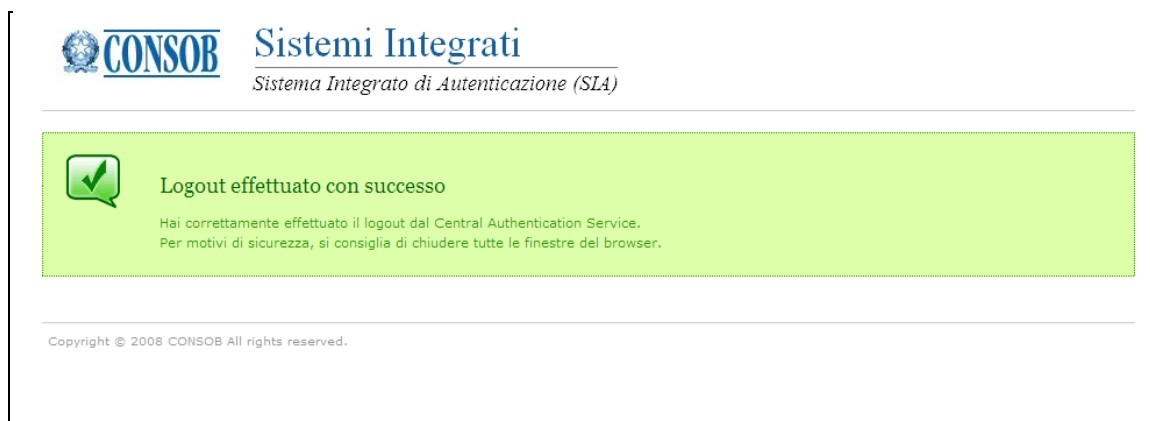 CONSOB
Sistemi Integrati
Sistema Integrato di Autenticazione (SIA)
Logout effettuato con successo
Hai correttamente effettuato il logout dal Central Authentication Service.
Per motivi di sicurezza, si consiglia di chiudere tutte le finestre del browser.
Copyright © 2008 CONSOB All rights reserved.